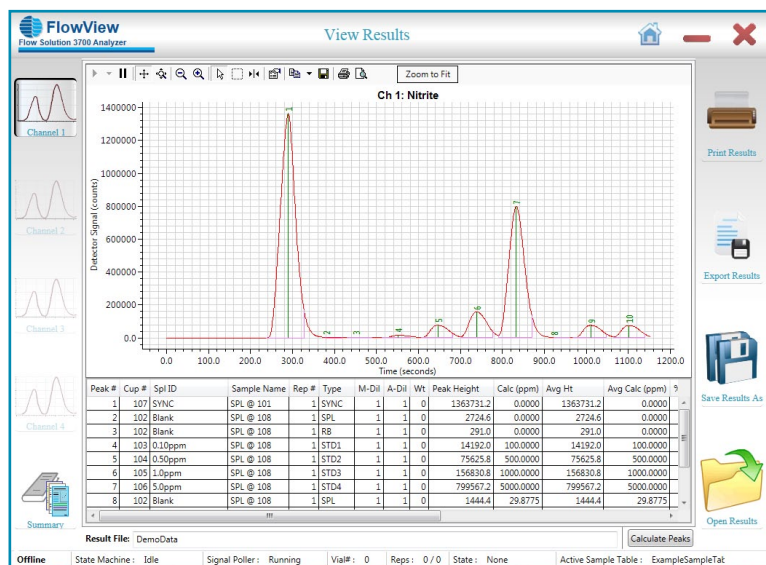 FlowView
Flow Solution 3700 Analyzer
View Results
Zoom to Fit
Ch 1: Nitrite
Detector Signal (counts)
1400000
1200000
1000000
800000
600000
400000
200000
0.0
1
2
3
4
5
6
7
8
9
10
0.0 100.0 200.0 300.0 400.0 500.0 600.0 700.0 800.0 900.0 1000.0 1100.0 1200.0
Time (seconds)
Channel 1
Channel 2
Channel 3
Channel 4
Summary
Print Results
Export Results
Save Results As
Open Results
Peak # Cup # Spl ID Sample Name Rep # Type M-Dil A-Dil Wt Peak Height Calc (ppm) Avg Ht Avg Calc (ppm) %
1 107 SYNC SPL @ 101 1 SYNC 1 1 0 1363731.2 0.0000 1363731.2 0.0000
2 102 Blank SPL @ 108 1 SPL 1 1 0 2724.6 0.0000 2724.6 0.0000
3 102 Blank SPL @ 108 1 RB 1 1 0 291.0 0.0000 291.0 0.0000
4 103 0.10ppm SPL @ 108 1 STD1 1 1 0 14192.0 100.0000 14192.0 100.0000
5 104 0.50ppm SPL @ 108 1 STD2 1 1 0 75625.8 500.0000 75625.8 500.0000
6 105 1.0ppm SPL @ 108 1 STD3 1 1 0 156830.8 1000.0000 156830.8 1000.0000
7 106 5.0ppm SPL @ 108 1 STD4 1 1 0 799567.2 5000.0000 799567.2 5000.0000
8 102 Blank SPL @ 108 1 SPL 1 1 0 1444.4 29.8775 1444.4 29.8775
Result File: DemoData
Calculate Peaks
Offline State Machine : Idle Signal Poller : Running Vial# : 0 Reps : 0 / 0 State : None Active Sample Table : ExampleSampleTab